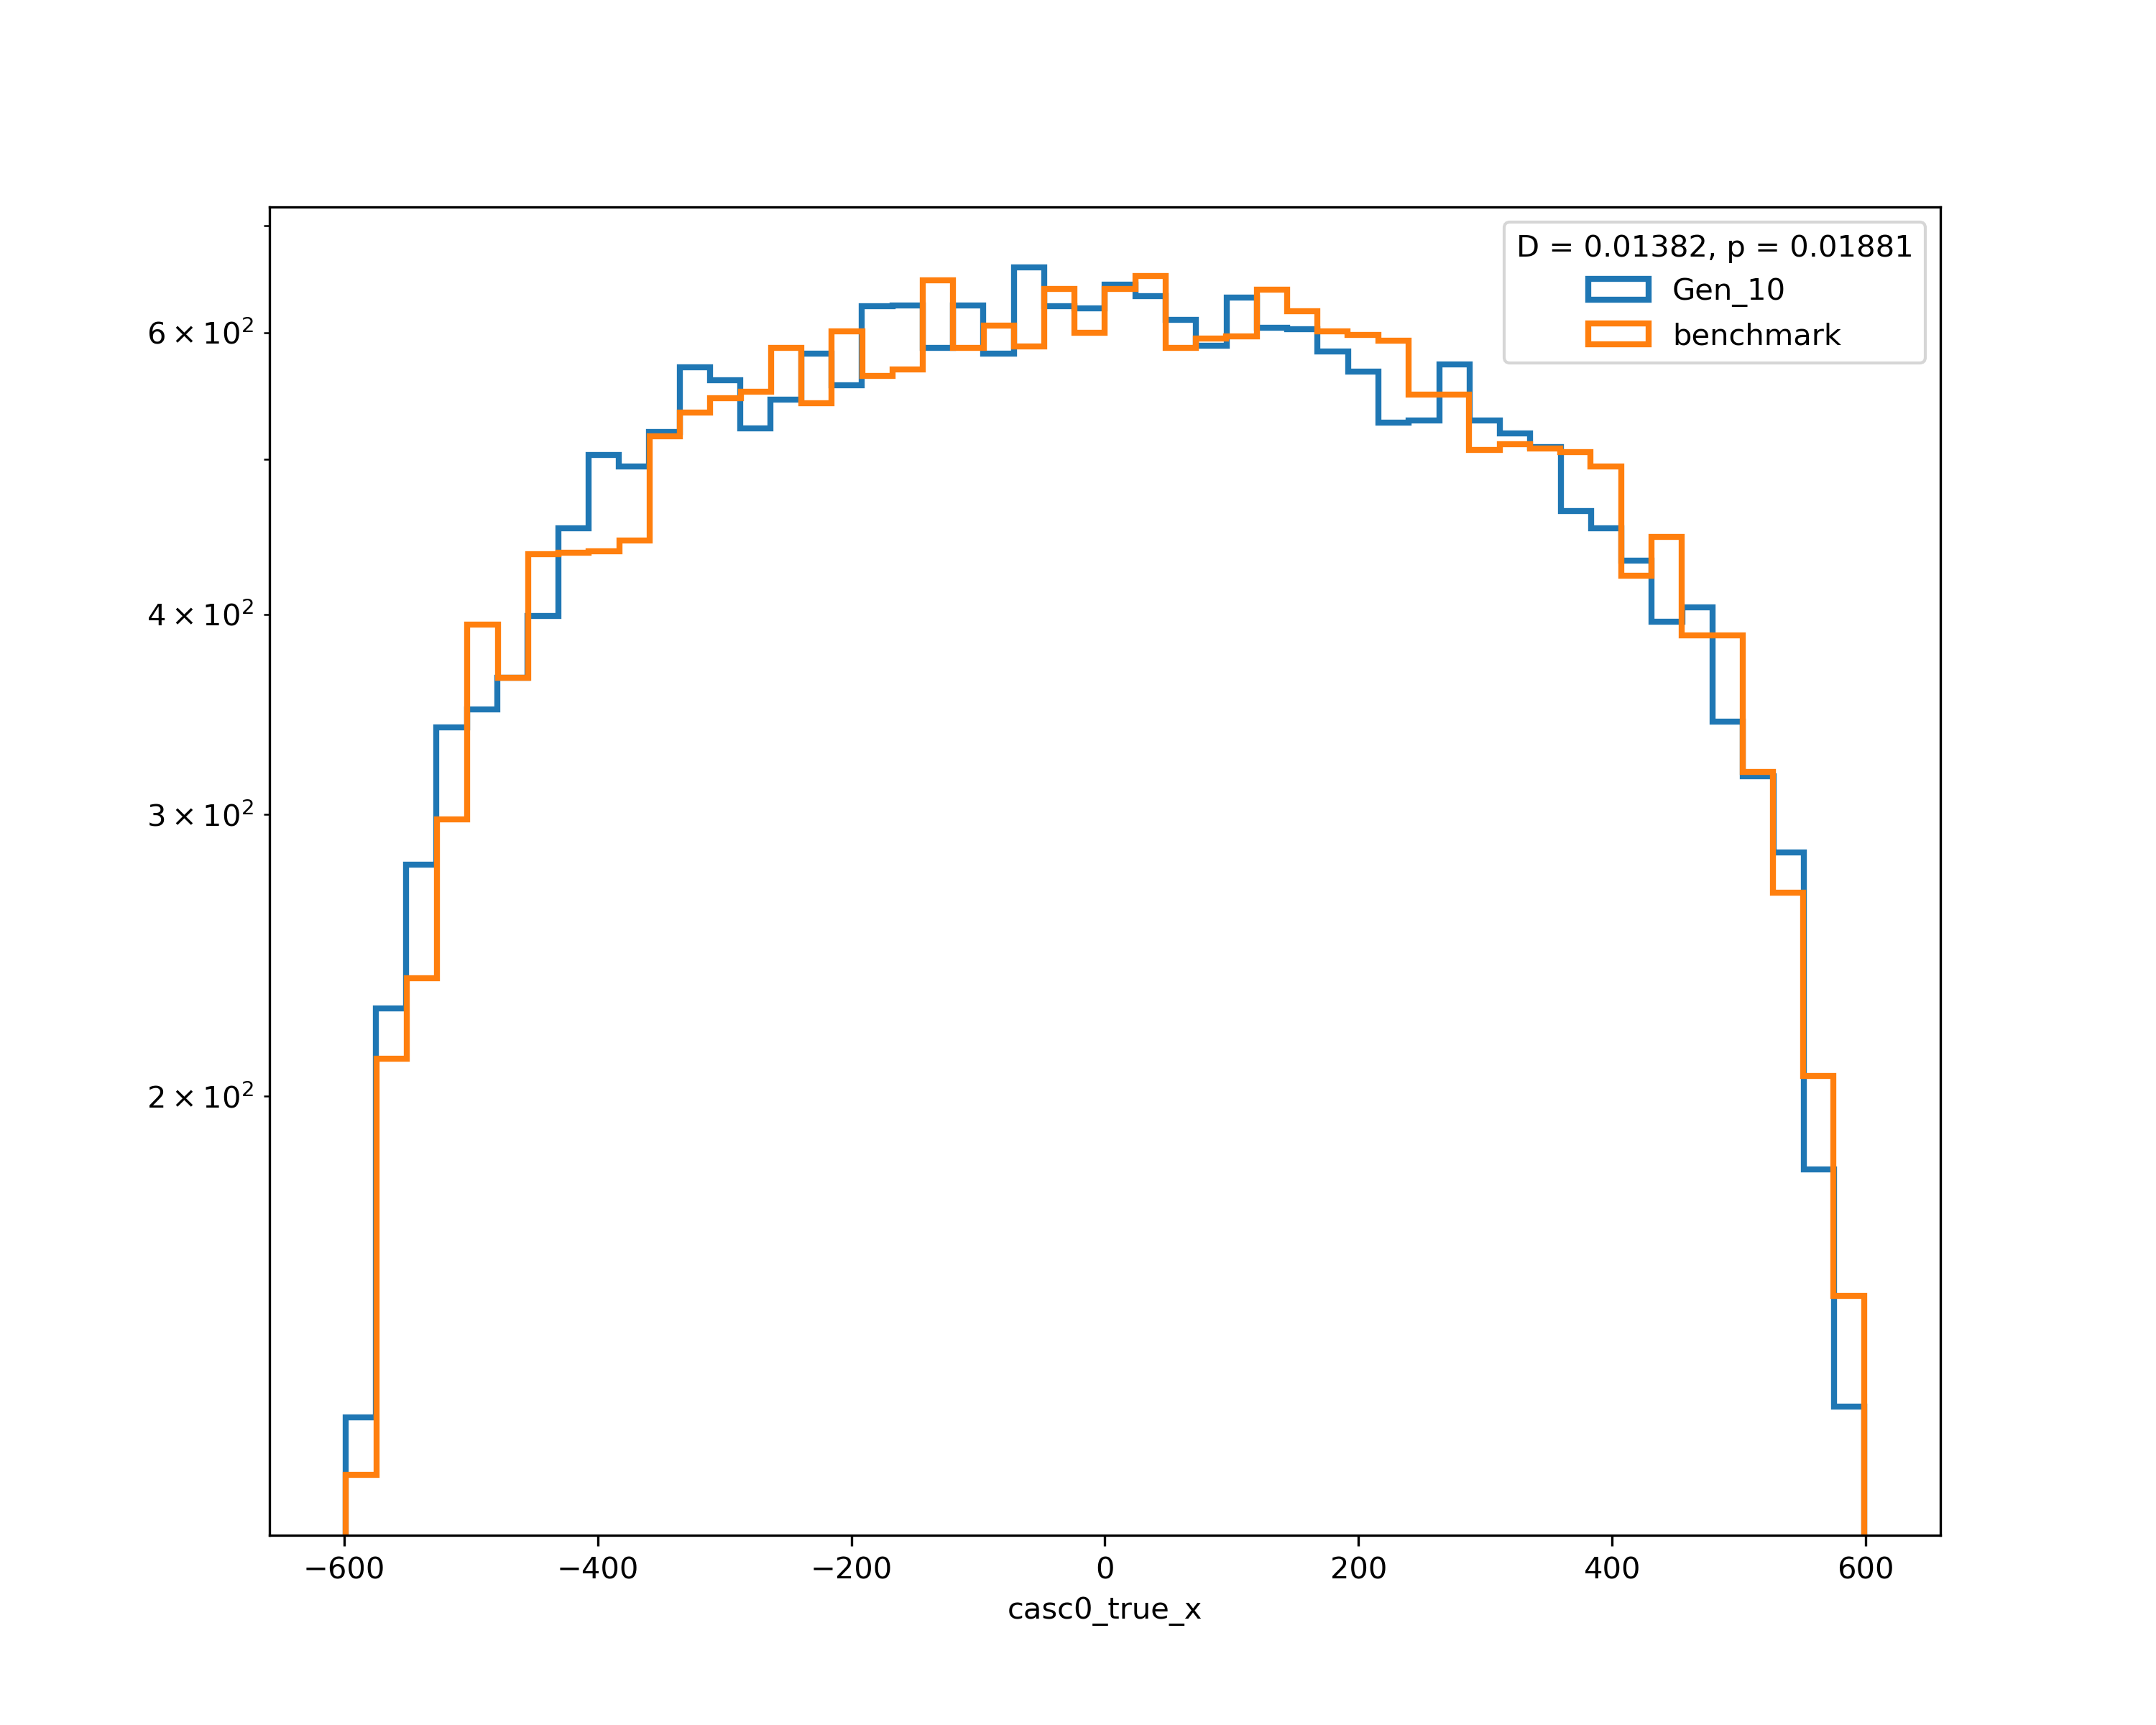 D = 0.01382, p = 0.01881
Gen_10
benchmark
6 × 10²
4 × 10²
3 × 10²
2 × 10²
−600 −400 −200 0 200 400 600
casc0_true_x